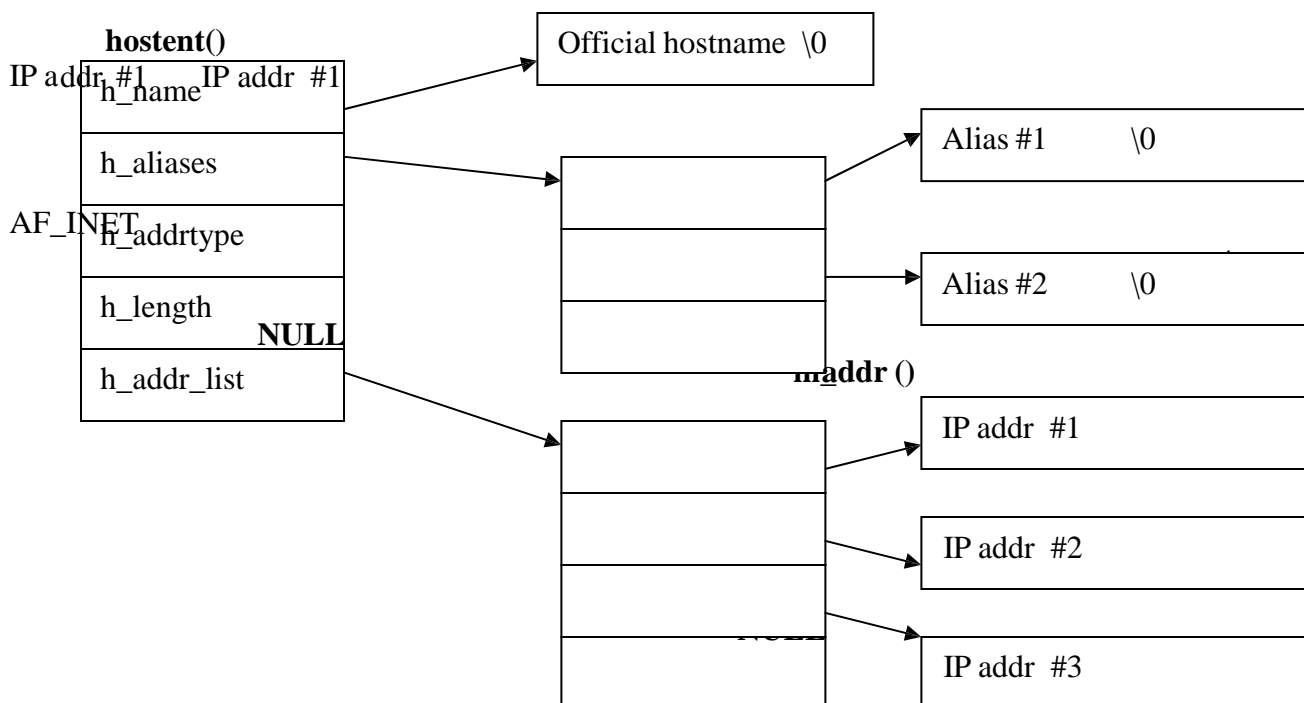 Official hostname \0
hostent()
IP addr #1 IP addr #1
h_name
Alias #1 \0
h_aliases
AF_INET
h_addrtype
Alias #2 \0
h_length
NULL
h_addr_list
IP addr #1
IP addr #2
IP addr #3